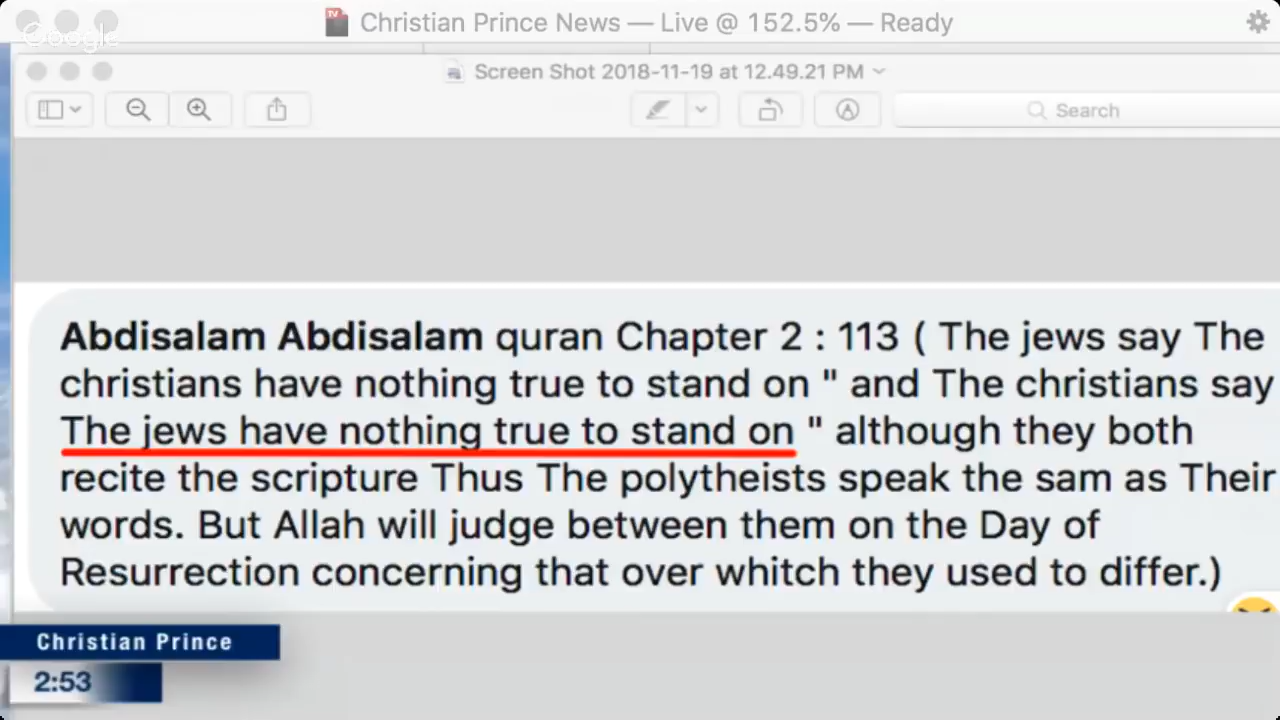 Google
TV
Christian Prince News — Live @ 152.5% — Ready
Screen Shot 2018-11-19 at 12.49.21 PM
Search
Abdisalam Abdisalam quran Chapter 2 : 113 ( The jews say The
christians have nothing true to stand on " and The christians say
The jews have nothing true to stand on " although they both
recite the scripture Thus The polytheists speak the sam as Their
words. But Allah will judge between them on the Day of
Resurrection concerning that over whitch they used to differ.)
Christian Prince
2:53